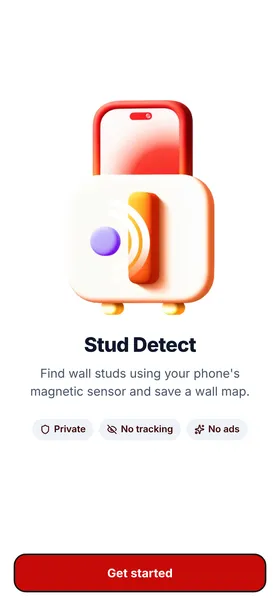 Stud Detect
Find wall studs using your phone's
magnetic sensor and save a wall map.
Private
No tracking
No ads
Get started